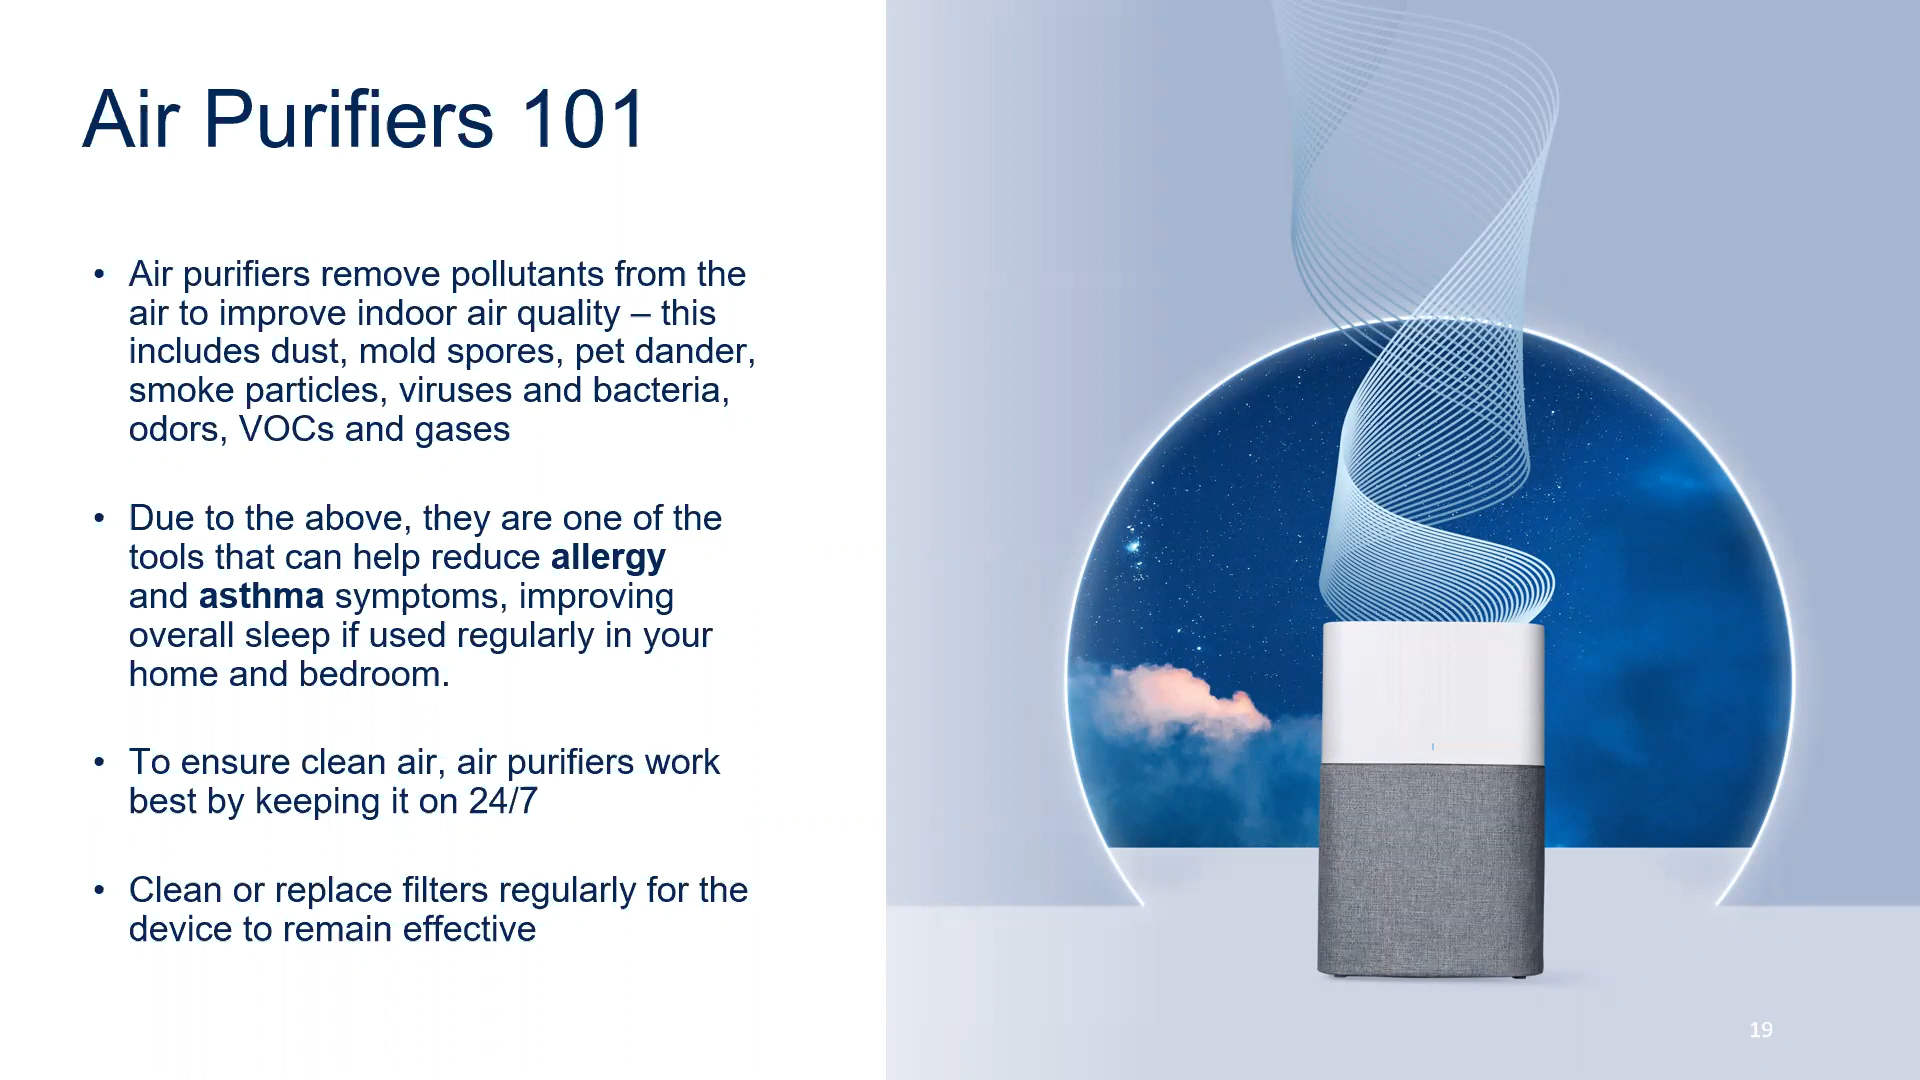 Air Purifiers 101
• Air purifiers remove pollutants from the
air to improve indoor air quality – this
includes dust, mold spores, pet dander,
smoke particles, viruses and bacteria,
odors, VOCs and gases
• Due to the above, they are one of the
tools that can help reduce allergy
and asthma symptoms, improving
overall sleep if used regularly in your
home and bedroom.
• To ensure clean air, air purifiers work
best by keeping it on 24/7
• Clean or replace filters regularly for the
device to remain effective
19